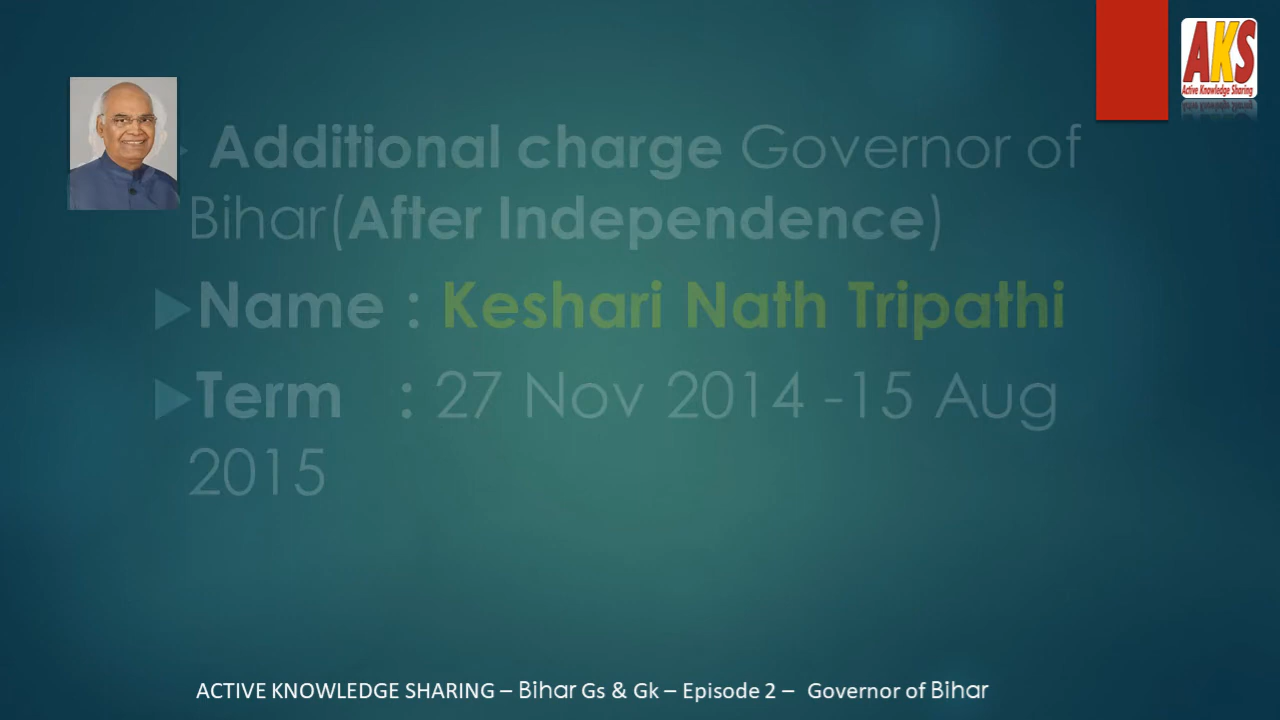 AKS
Active Knowledge Sharing
Additional charge Governor of
Bihar(After Independence)
Name : Keshari Nath Tripathi
Term : 27 Nov 2014 -15 Aug
2015
ACTIVE KNOWLEDGE SHARING – Bihar Gs & Gk – Episode 2 – Governor of Bihar